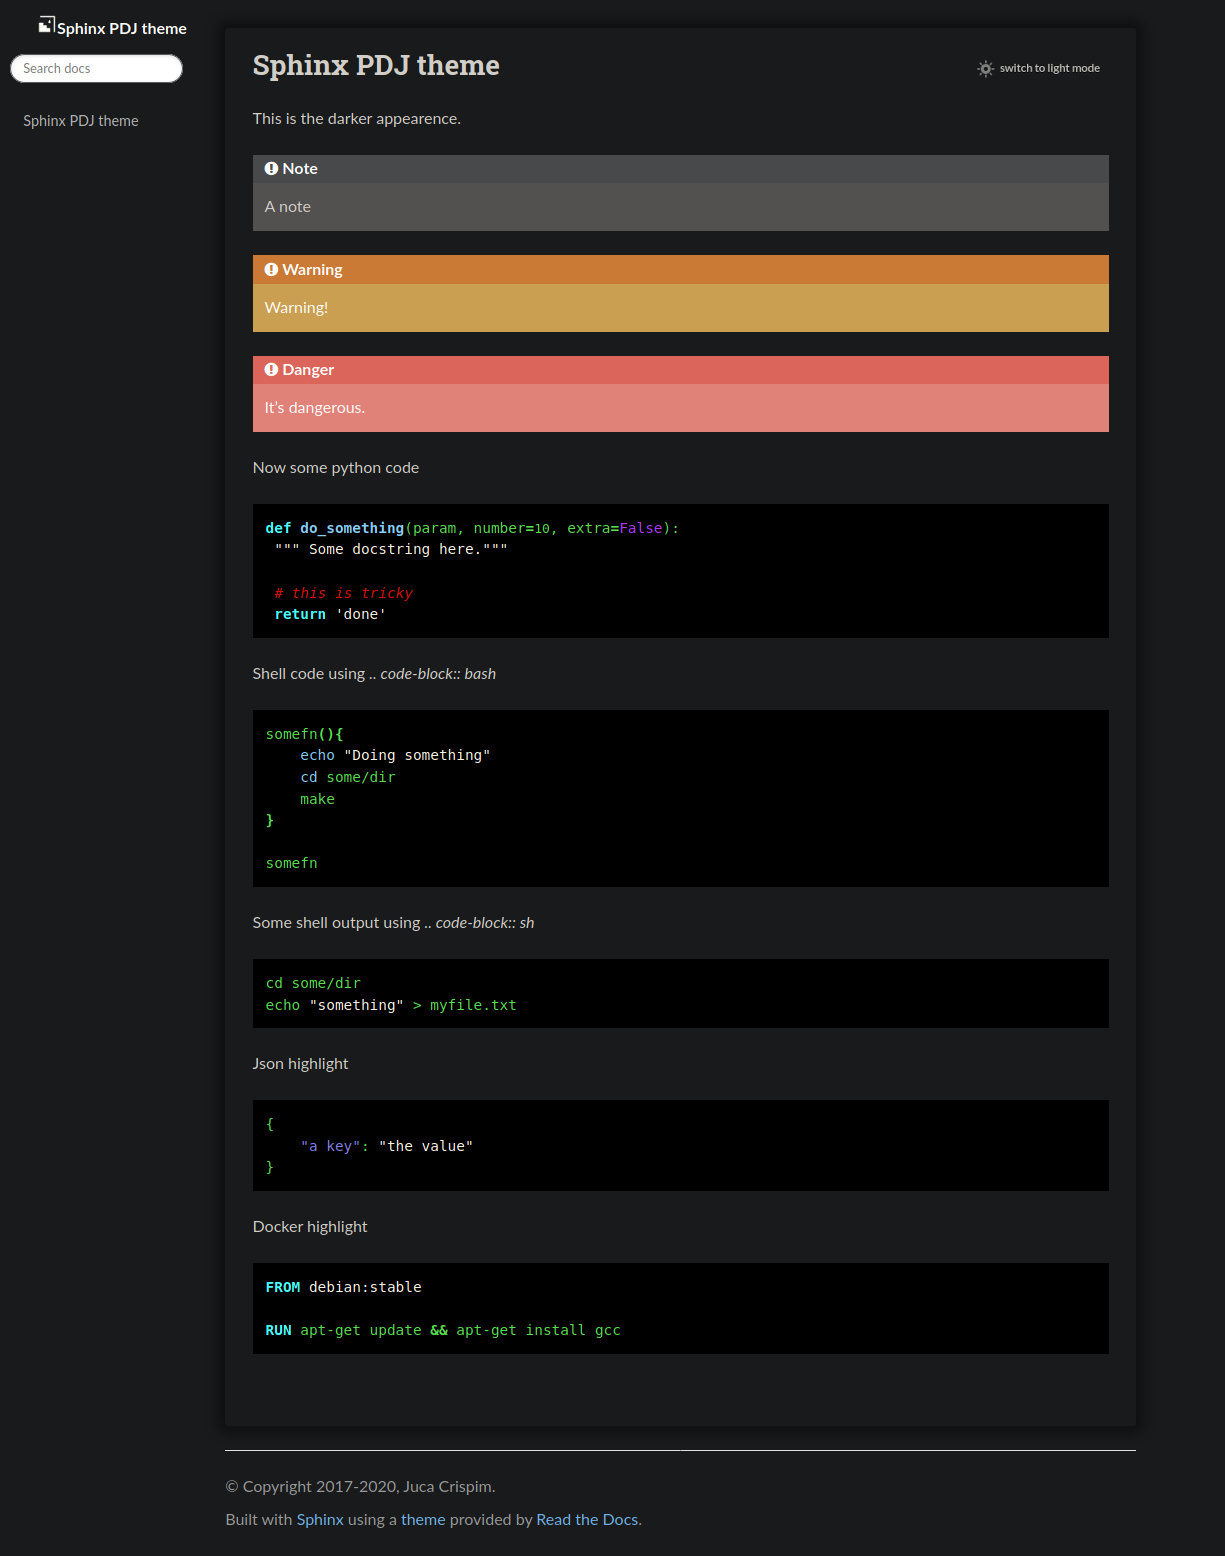 Sphinx PDJ theme
Search docs
Sphinx PDJ theme
Sphinx PDJ theme
switch to light mode
This is the darker appearence.
Note
A note
Warning
Warning!
Danger
It's dangerous.
Now some python code
def do_something(param, number=10, extra=False):
 """ Some docstring here."""
 # this is tricky
 return 'done'
Shell code using .. code-block:: bash
somefn(){
    echo "Doing something"
    cd some/dir
    make
}
somefn
Some shell output using .. code-block:: sh
cd some/dir
echo "something" > myfile.txt
Json highlight
{
    "a key": "the value"
}
Docker highlight
FROM debian:stable
RUN apt-get update && apt-get install gcc
© Copyright 2017-2020, Juca Crispim.
Built with Sphinx using a theme provided by Read the Docs.